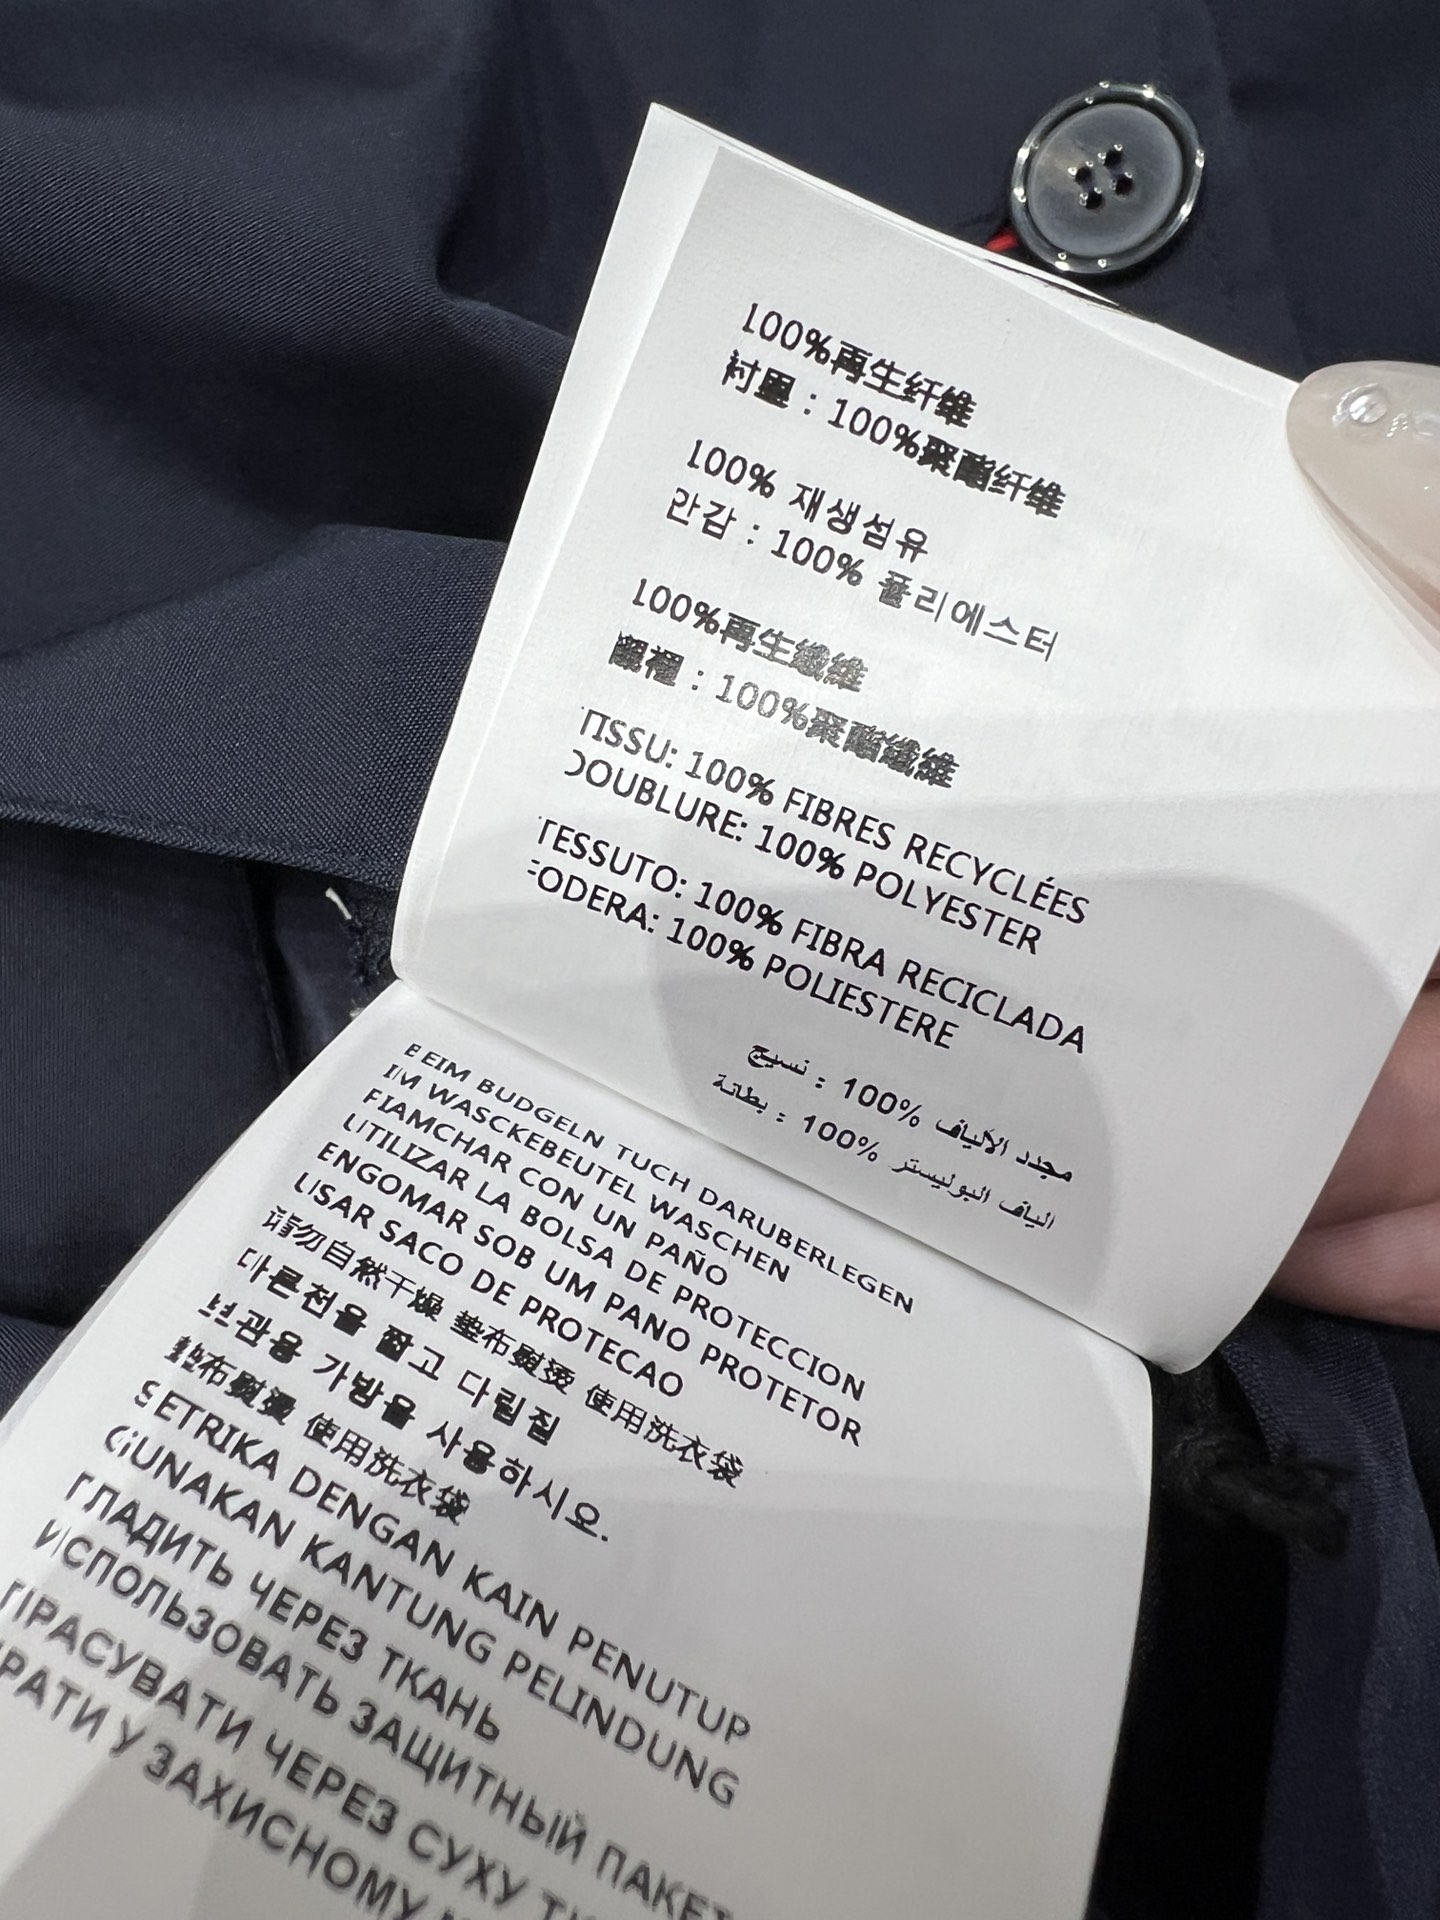 100%再生纤维
衬里：100%聚酯纤维
100% 재생섬유
안감 : 100% 폴리에스터
100%再生纖維
襯裡：100%聚酯纖維
TISSU: 100% FIBRES RECYCLÉES
DOUBLURE: 100% POLYESTER
TESSUTO: 100% FIBRA RECICLADA
FODERA: 100% POLIESTERE
نسيج : 100% مجدد الألياف
بطانة : 100% الياف البوليستر
BEIM BUDGELN TUCH DARUBERLEGEN
IM WASCKEBEUTEL WASCHEN
FIAMCHAR CON UN PAÑO
UTILIZAR LA BOLSA DE PROTECCION
ENGOMAR SOB UM PANO PROTETOR
USAR SACO DE PROTECAO
请勿自然干燥 垫布熨烫 使用洗衣袋
다른천을 깔고 다림질
보관용 가방을 사용하시오.
墊布熨燙 使用洗衣袋
SETRIKA DENGAN KAIN PENUTUP
GUNAKAN KANTUNG PELINDUNG
ГЛАДИТЬ ЧЕРЕЗ ТКАНЬ
ИСПОЛЬЗОВАТЬ ЗАЩИТНЫЙ ПАКЕТ
ПРАСУВАТИ ЧЕРЕЗ СУХУ
ПРАТИ У ЗАХИСНОМУ